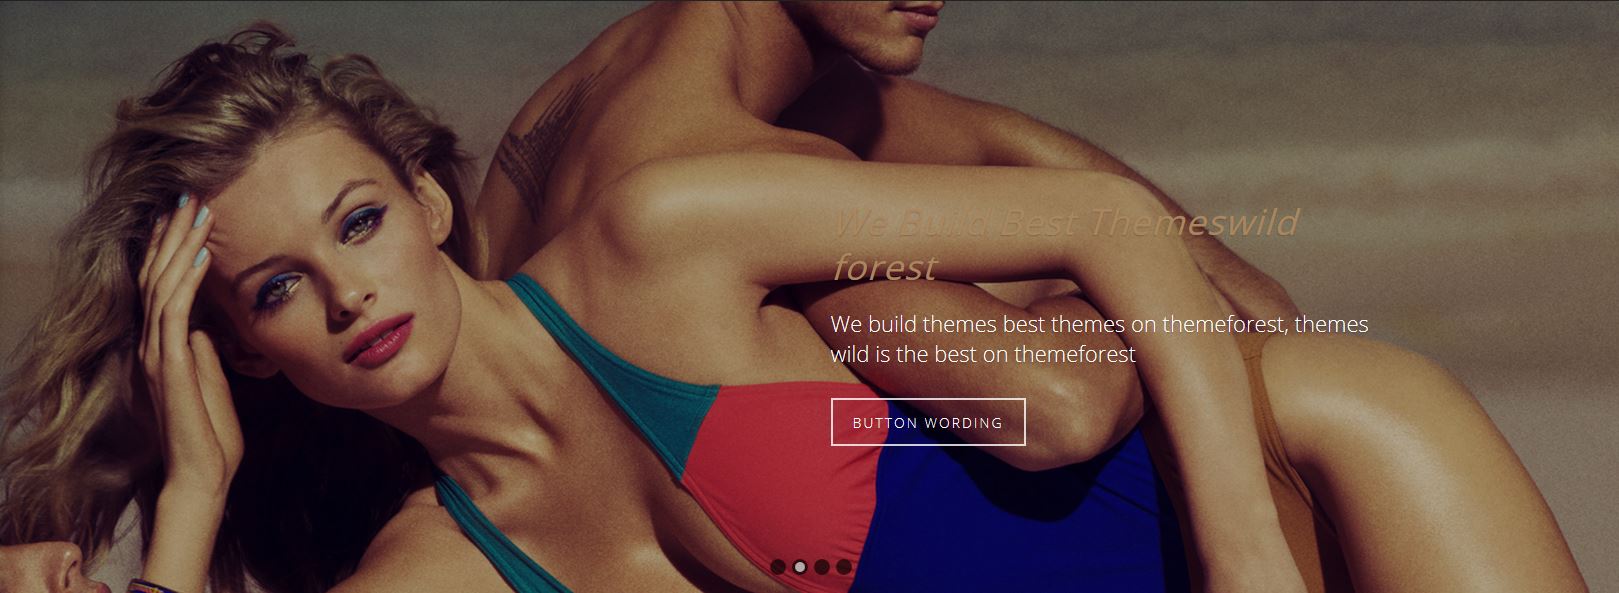 We Build Best Themeswild
forest
We build themes best themes on themeforest, themes
wild is the best on themeforest
BUTTON WORDING